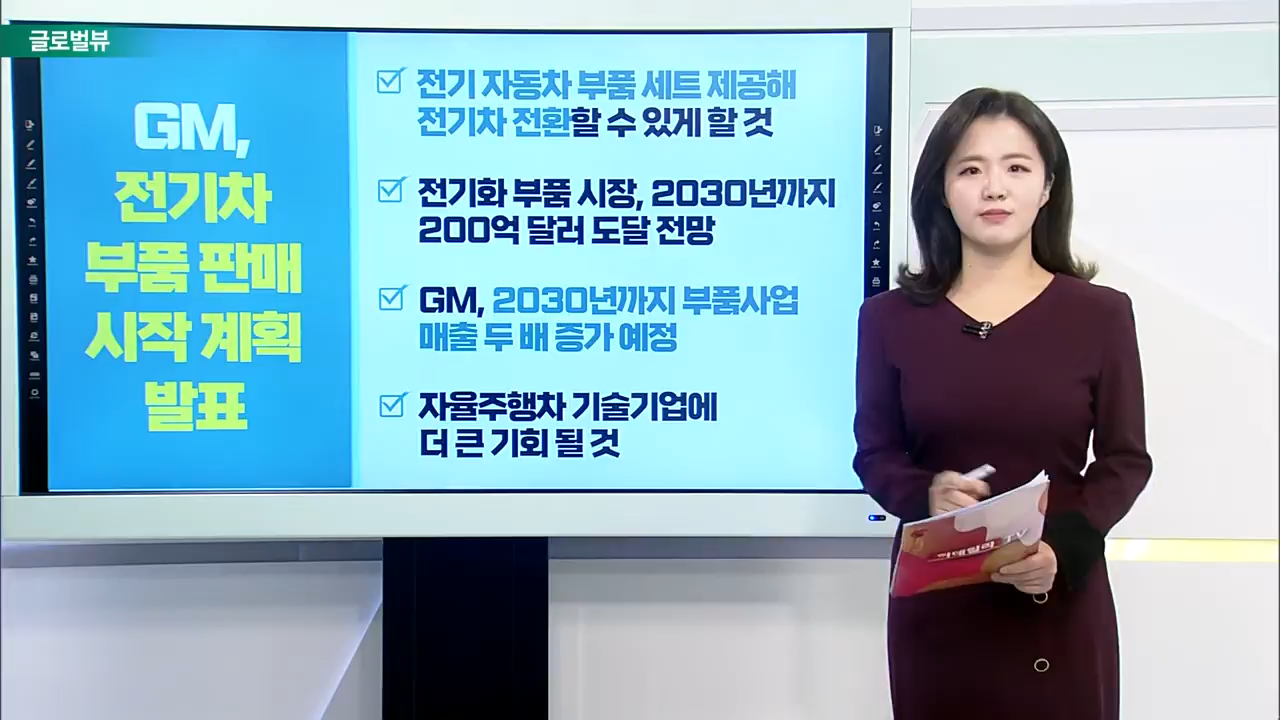 글로벌뷰
GM,
전기차
부품 판매
시작 계획
발표
전기 자동차 부품 세트 제공해
전기차 전환할 수 있게 할 것
전기화 부품 시장, 2030년까지
200억 달러 도달 전망
GM, 2030년까지 부품사업
매출 두 배 증가 예정
자율주행차 기술기업에
더 큰 기회 될 것
이데일리 TV